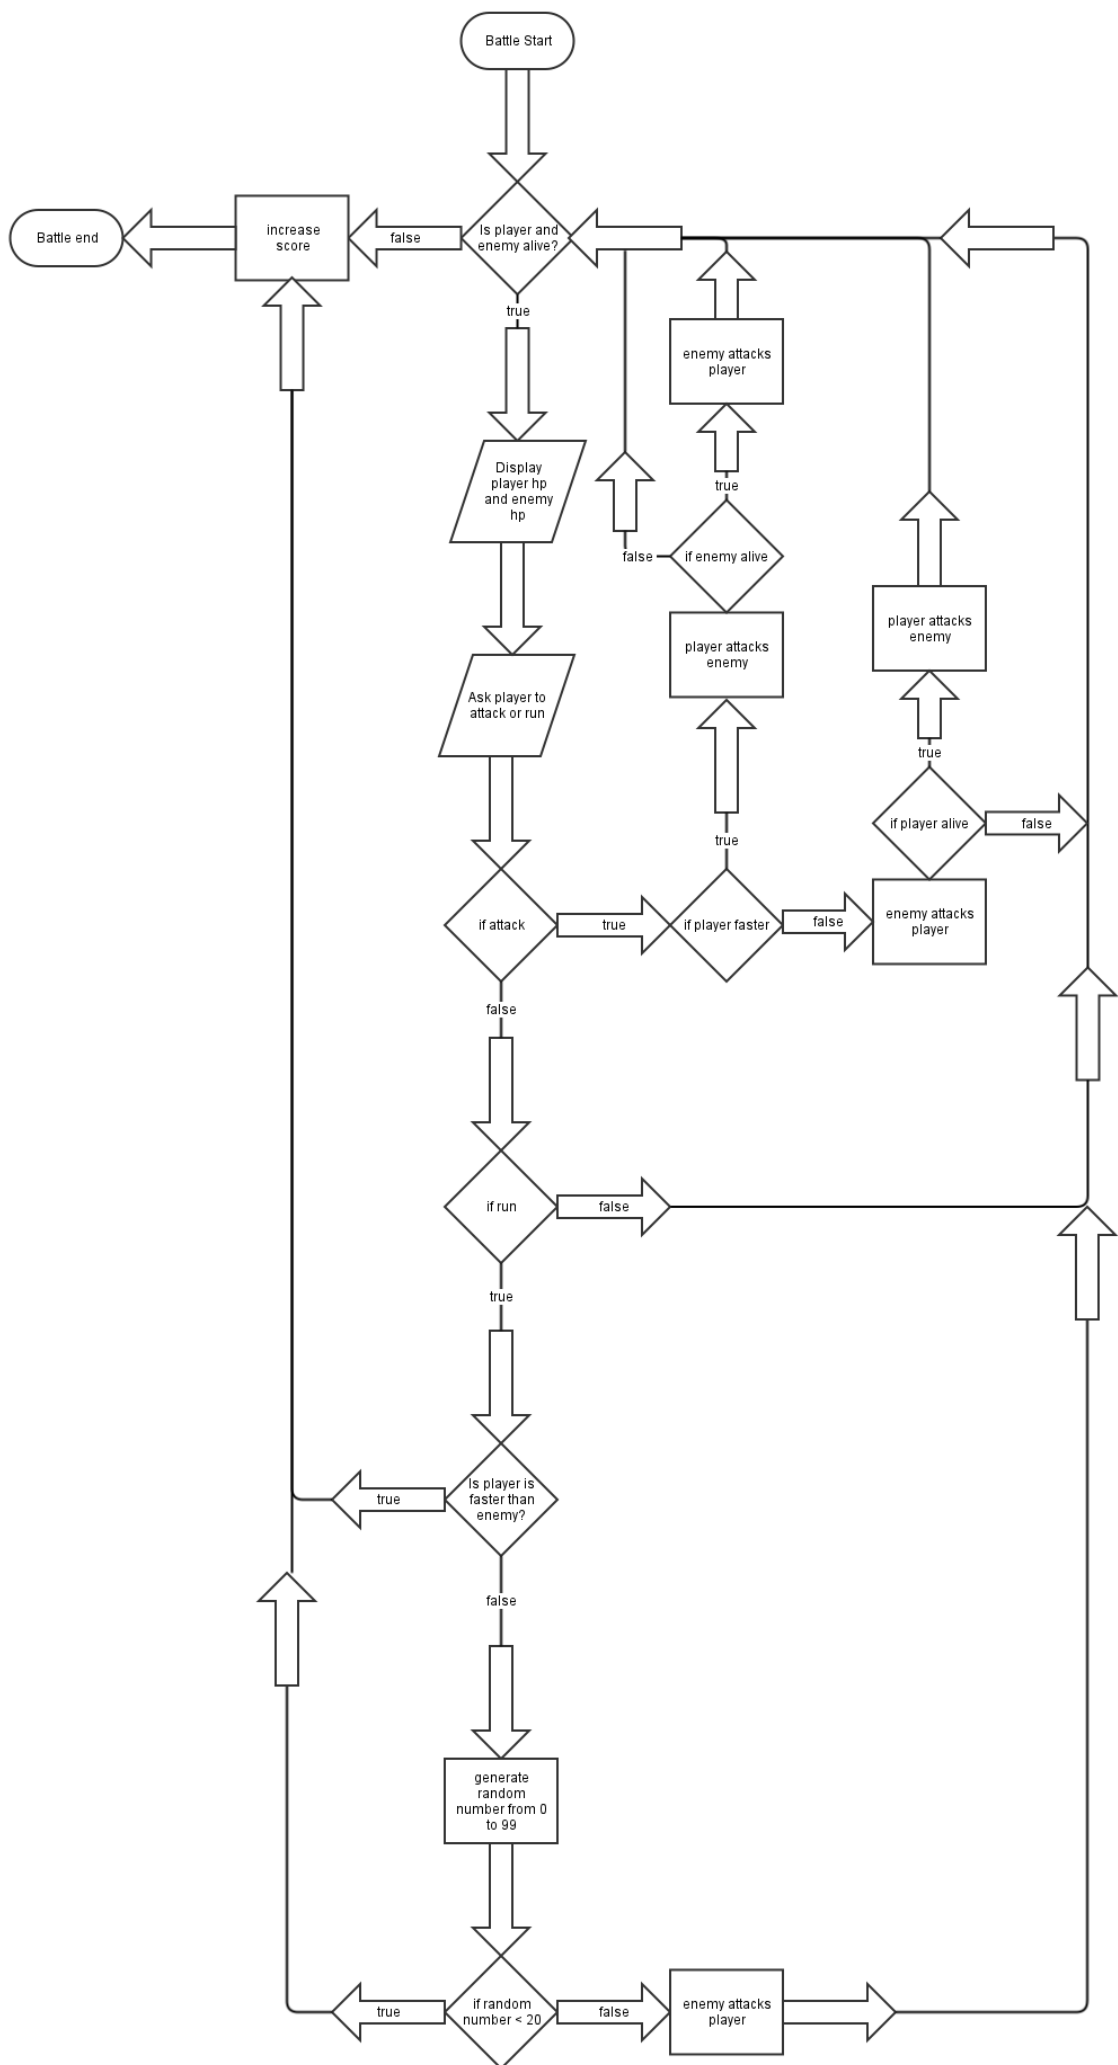 Battle Start
Battle end
increase
score
false
Is player and
enemy alive?
true
enemy attacks
player
true
Display
player hp
and enemy
hp
false
if enemy alive
player attacks
enemy
player attacks
enemy
Ask player to
attack or run
true
if player alive
false
true
if attack
true
if player faster
false
enemy attacks
player
false
if run
false
true
true
Is player is
faster than
enemy?
false
generate
random
number from 0
to 99
true
if random
number < 20
false
enemy attacks
player